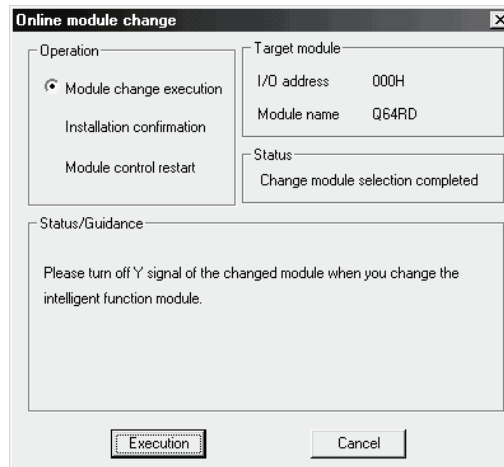 Online module change
Operation
Module change execution
Installation confirmation
Module control restart
Target module
I/O address 000H
Module name Q64RD
Status
Change module selection completed
Status/Guidance
Please turn off Y signal of the changed module when you change the
intelligent function module.
Execution Cancel